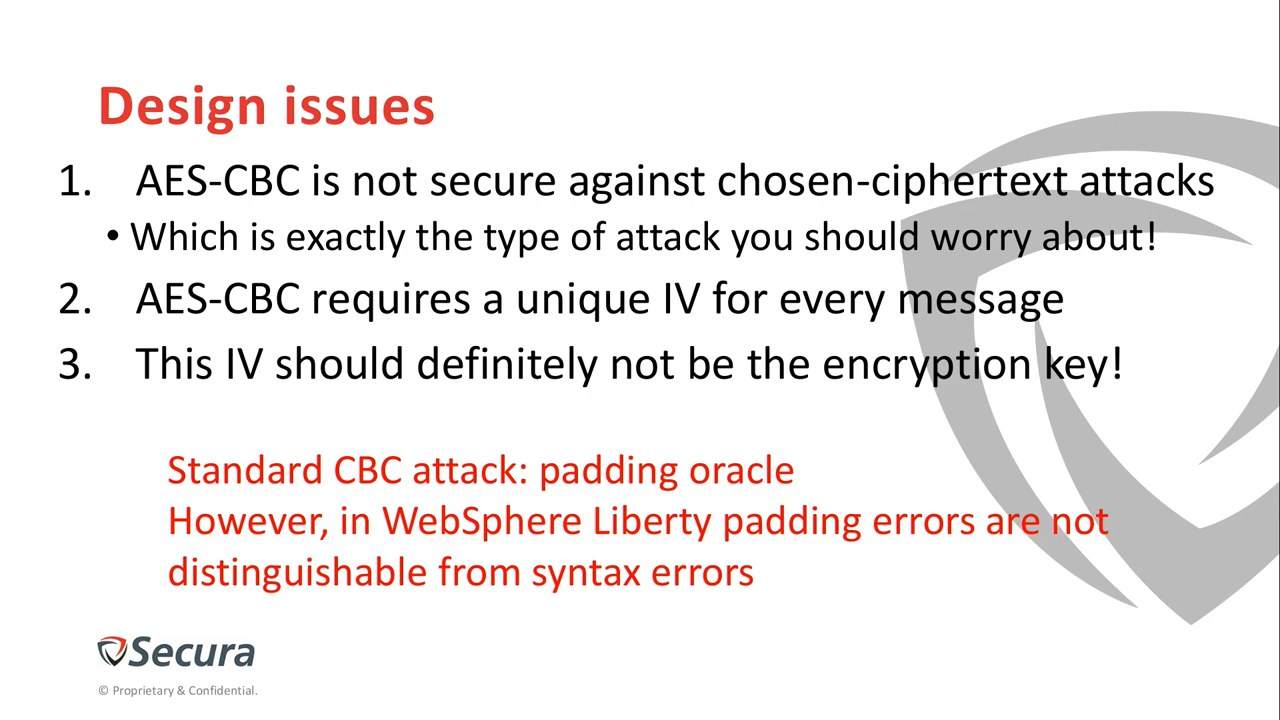 Design issues
1. AES-CBC is not secure against chosen-ciphertext attacks
• Which is exactly the type of attack you should worry about!
2. AES-CBC requires a unique IV for every message
3. This IV should definitely not be the encryption key!
Standard CBC attack: padding oracle
However, in WebSphere Liberty padding errors are not
distinguishable from syntax errors
Secura
© Proprietary & Confidential.